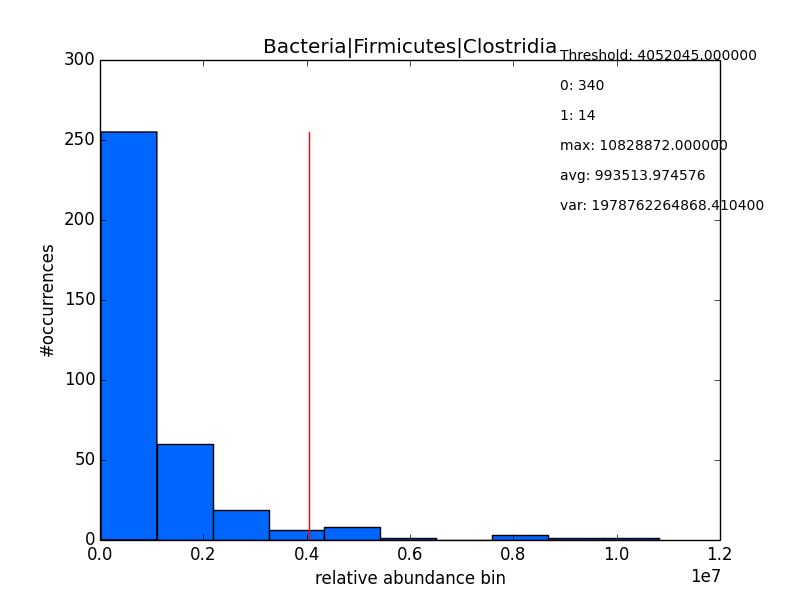 Bacteria|Firmicutes|Clostridia
Threshold: 4052045.000000
0: 340
1: 14
max: 10828872.000000
avg: 993513.974576
var: 1978762264868.410400
300
250
200
150
100
50
0
#occurrences
0.0 0.2 0.4 0.6 0.8 1.0 1.2
1e7
relative abundance bin